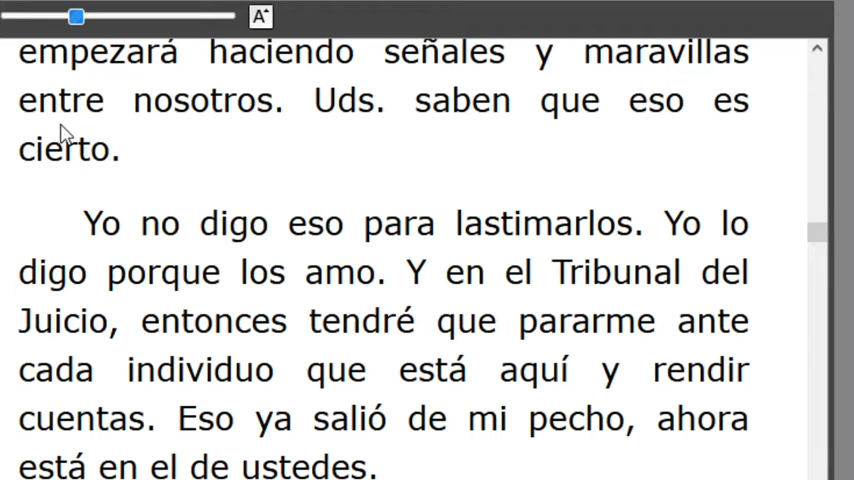 A
empezará haciendo señales y maravillas
entre nosotros. Uds. saben que eso es
cierto.
Yo no digo eso para lastimarlos. Yo lo
digo porque los amo. Y en el Tribunal del
Juicio, entonces tendré que pararme ante
cada individuo que está aquí y rendir
cuentas. Eso ya salió de mi pecho, ahora
está en el de ustedes.